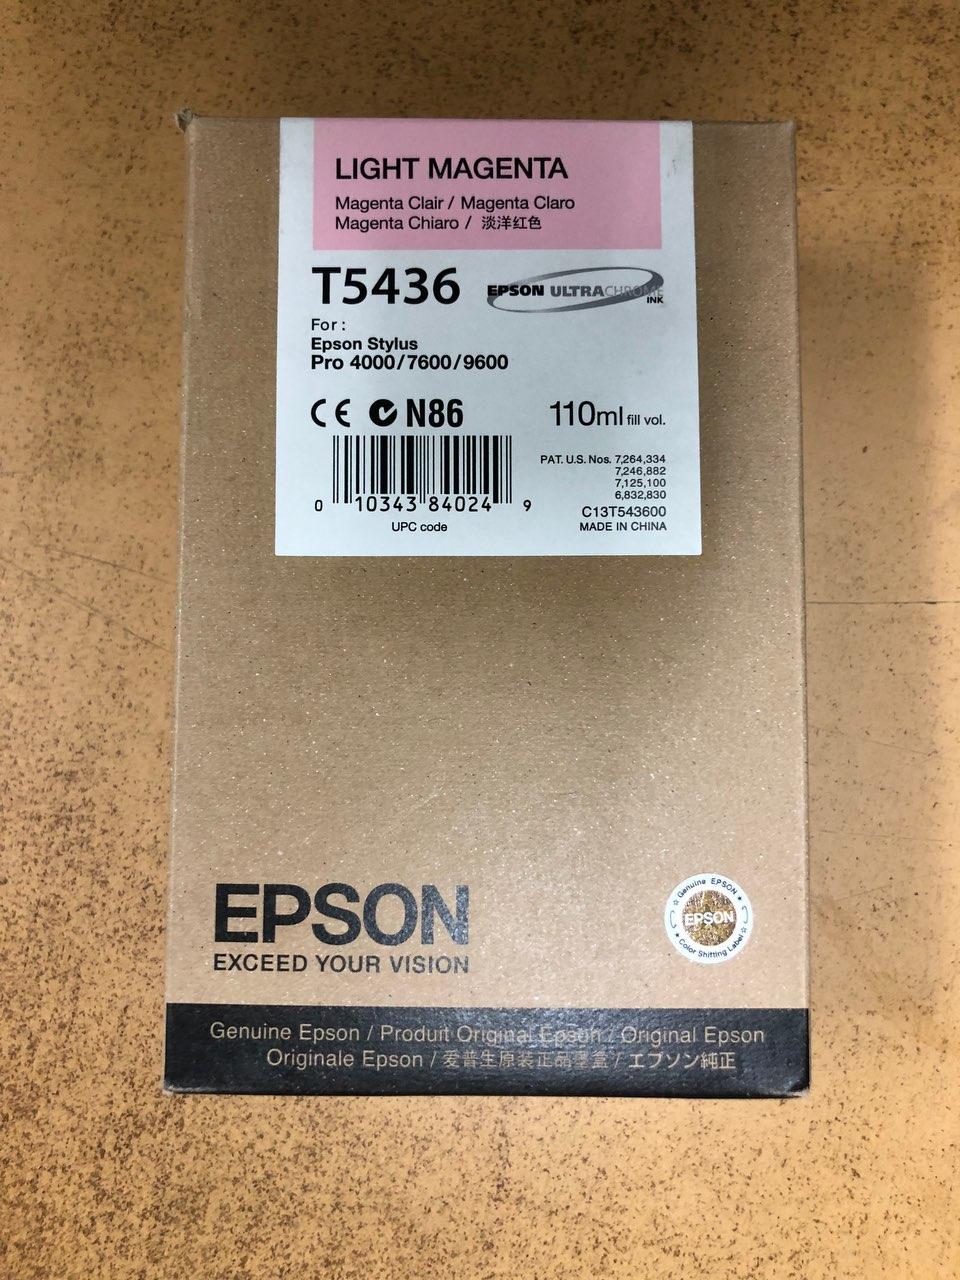 LIGHT MAGENTA
Magenta Clair / Magenta Claro
Magenta Chiaro / 淡洋红色
T5436
EPSON ULTRACHROME
INK
For :
Epson Stylus
Pro 4000/7600/9600
CE N86
110ml fill vol.
0 10343 84024 9
UPC code
PAT. U.S. Nos. 7,264,334
7,246,882
7,125,100
6,832,830
C13T543600
MADE IN CHINA
EPSON
EXCEED YOUR VISION
Genuine EPSON
EPSON
Color Shifting Label
Genuine Epson / Produit Original Epson / Original Epson
Originale Epson / 爱普生原装正品墨盒 / エプソン純正